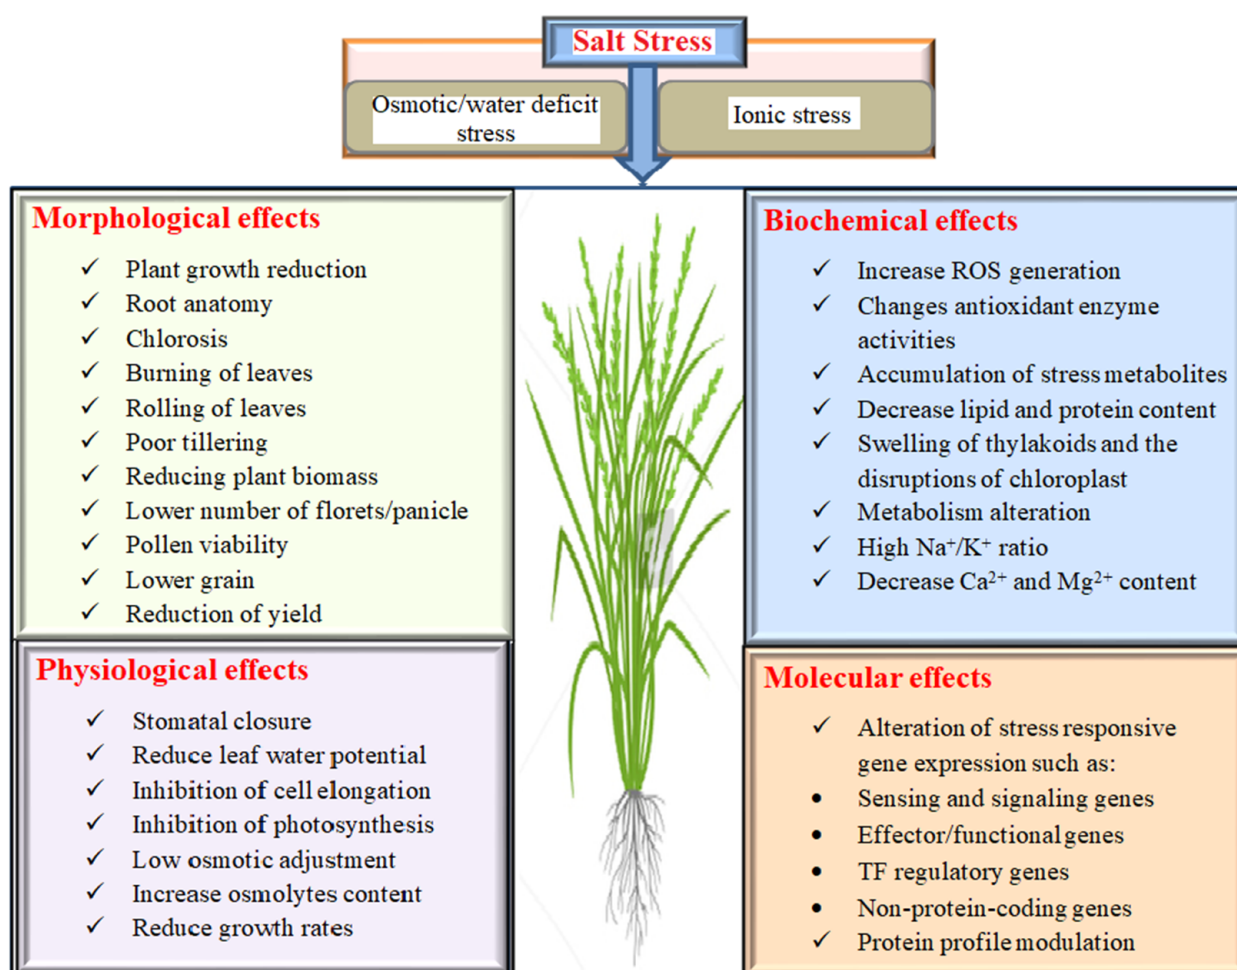 Salt Stress
Osmotic/water deficit
stress
Ionic stress
Morphological effects
✓ Plant growth reduction
✓ Root anatomy
✓ Chlorosis
✓ Burning of leaves
✓ Rolling of leaves
✓ Poor tillering
✓ Reducing plant biomass
✓ Lower number of florets/panicle
✓ Pollen viability
✓ Lower grain
✓ Reduction of yield
Physiological effects
✓ Stomatal closure
✓ Reduce leaf water potential
✓ Inhibition of cell elongation
✓ Inhibition of photosynthesis
✓ Low osmotic adjustment
✓ Increase osmolytes content
✓ Reduce growth rates
Biochemical effects
✓ Increase ROS generation
✓ Changes antioxidant enzyme
activities
✓ Accumulation of stress metabolites
✓ Decrease lipid and protein content
✓ Swelling of thylakoids and the
disruptions of chloroplast
✓ Metabolism alteration
✓ High Na⁺/K⁺ ratio
✓ Decrease Ca²⁺ and Mg²⁺ content
Molecular effects
✓ Alteration of stress responsive
gene expression such as:
• Sensing and signaling genes
• Effector/functional genes
• TF regulatory genes
• Non-protein-coding genes
✓ Protein profile modulation